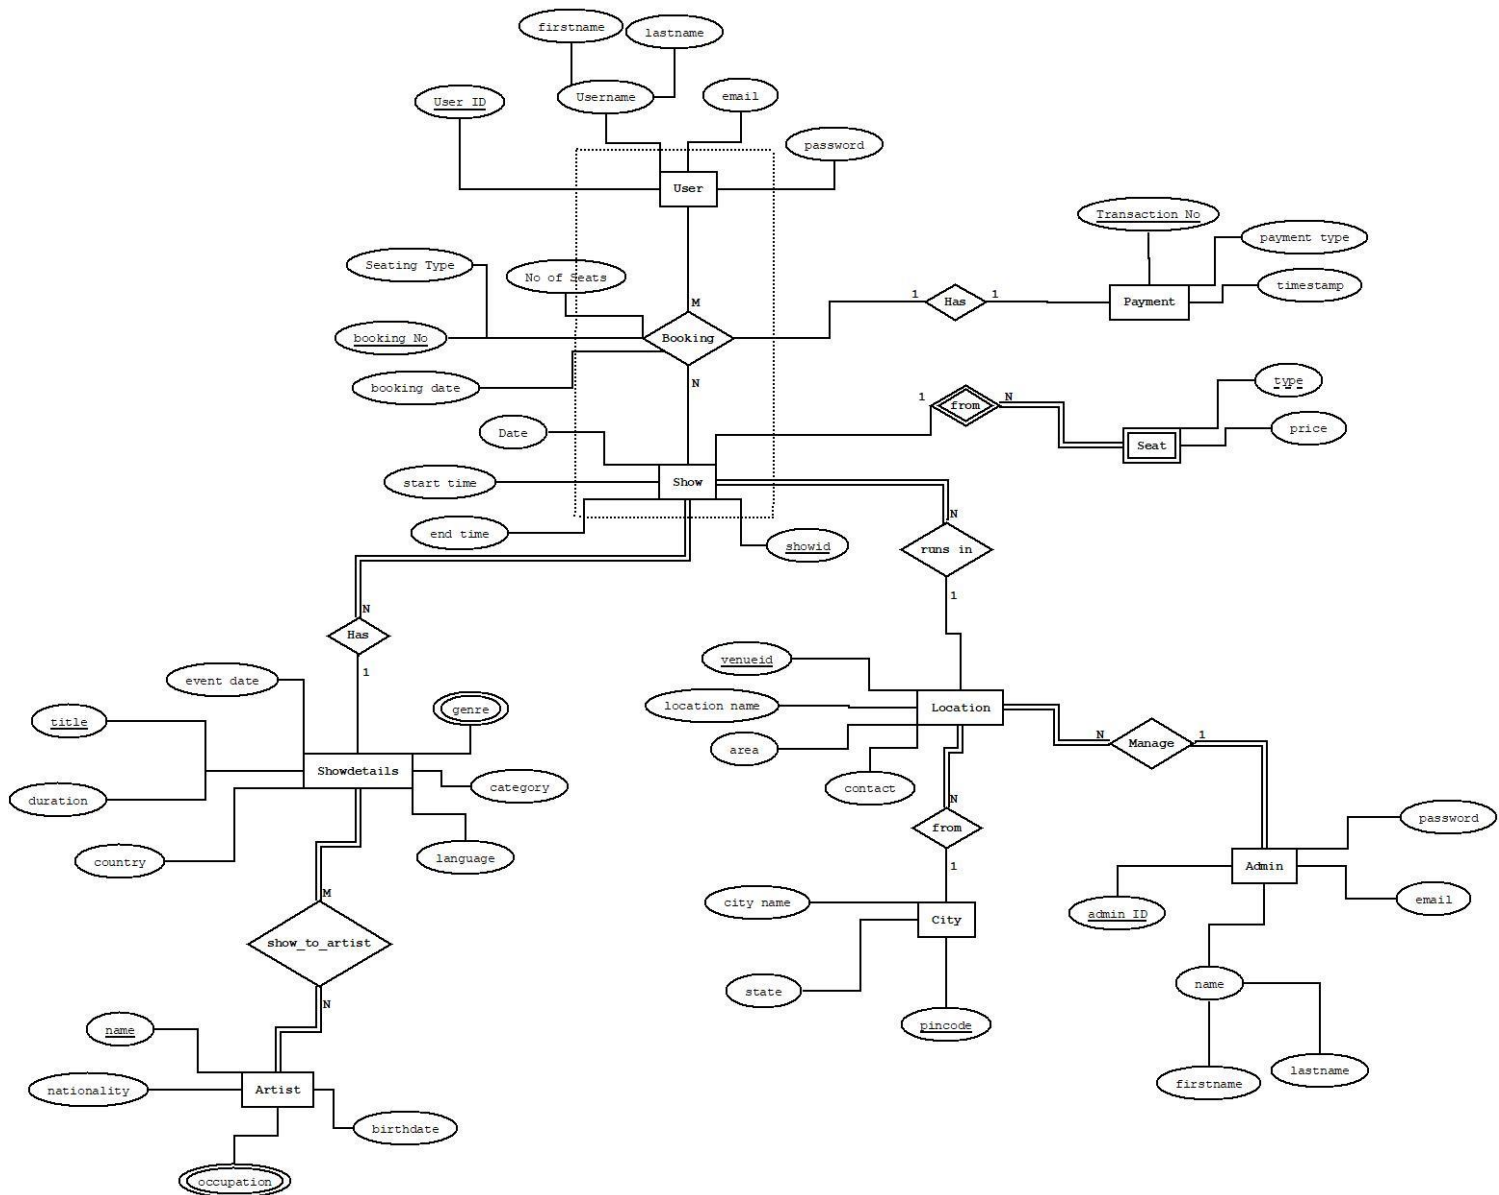 firstname
lastname
User ID
Username
email
password
User
Transaction No
payment type
Seating Type
No of Seats
timestamp
M
1
Has
1
Payment
booking No
Booking
booking date
N
type
1
from
N
Date
Seat
price
start time
Show
end time
N
showid
runs in
1
N
Has
1
venueid
event date
genre
location name
Location
title
area
N
Manage
1
Showdetails
category
contact
duration
N
from
password
country
language
1
Admin
M
city name
City
admin ID
email
show_to_artist
state
name
N
pincode
name
firstname
lastname
nationality
Artist
birthdate
occupation